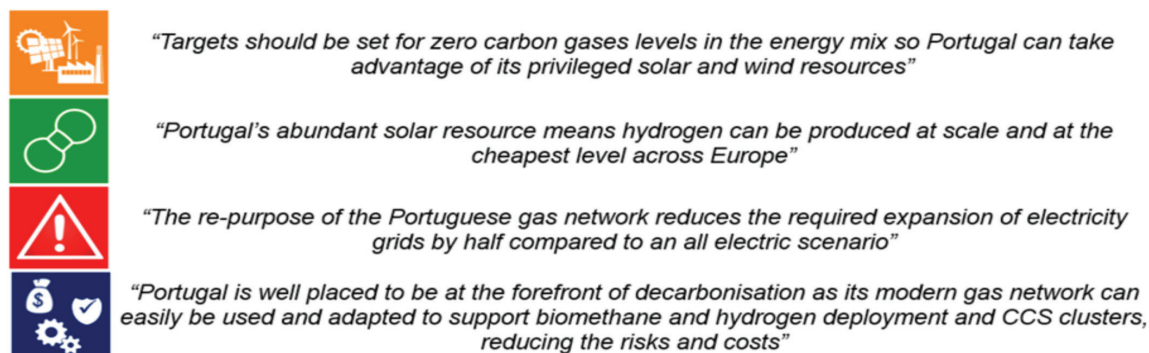 “Targets should be set for zero carbon gases levels in the energy mix so Portugal can take
advantage of its privileged solar and wind resources”
“Portugal’s abundant solar resource means hydrogen can be produced at scale and at the
cheapest level across Europe”
“The re-purpose of the Portuguese gas network reduces the required expansion of electricity
grids by half compared to an all electric scenario”
“Portugal is well placed to be at the forefront of decarbonisation as its modern gas network can
easily be used and adapted to support biomethane and hydrogen deployment and CCS clusters,
reducing the risks and costs”